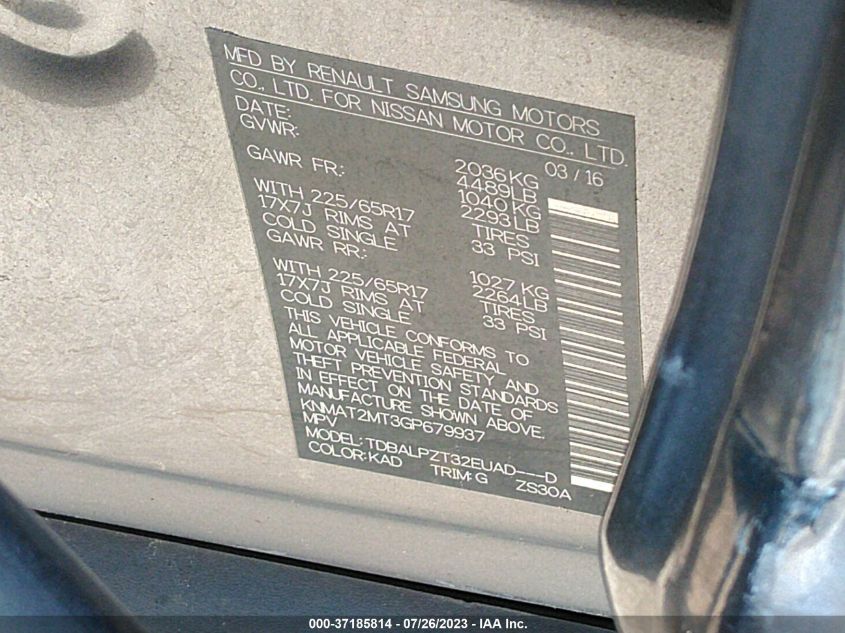 MFD BY RENAULT SAMSUNG MOTORS
CO., LTD. FOR NISSAN MOTOR CO., LTD.
DATE: 03/16
GVWR: 2036KG
4489LB
GAWR FR: 1040 KG
2293LB
WITH 225/65R17 TIRES
17X7J RIMS AT 33 PSI
COLD SINGLE
GAWR RR: 1027 KG
2264LB
WITH 225/65R17 TIRES
17X7J RIMS AT 33 PSI
COLD SINGLE
THIS VEHICLE CONFORMS TO
ALL APPLICABLE FEDERAL
MOTOR VEHICLE SAFETY AND
THEFT PREVENTION STANDARDS
IN EFFECT ON THE DATE OF
MANUFACTURE SHOWN ABOVE.
KNMAT2MT3GP679937
MPV
MODEL: TDBALPZT32EUAD---D
COLOR: KAD TRIM: G ZS30A
000-37185814 / 07/26/2023 - IAA Inc.